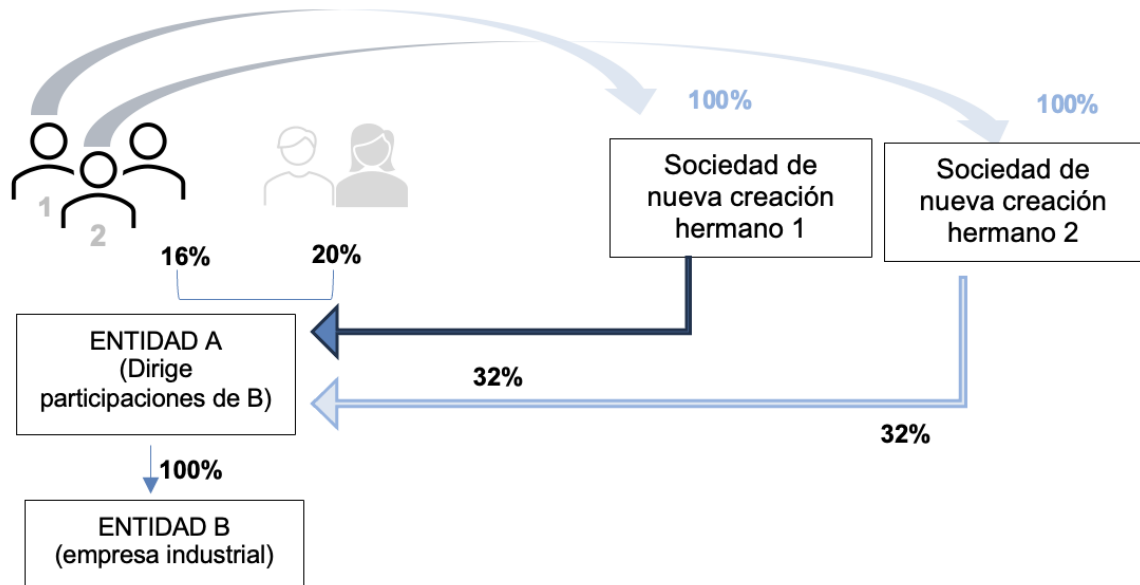 100%
100%
Sociedad de
nueva creación
hermano 1
Sociedad de
nueva creación
hermano 2
1
2
16%
20%
ENTIDAD A
(Dirige
participaciones de B)
32%
32%
100%
ENTIDAD B
(empresa industrial)